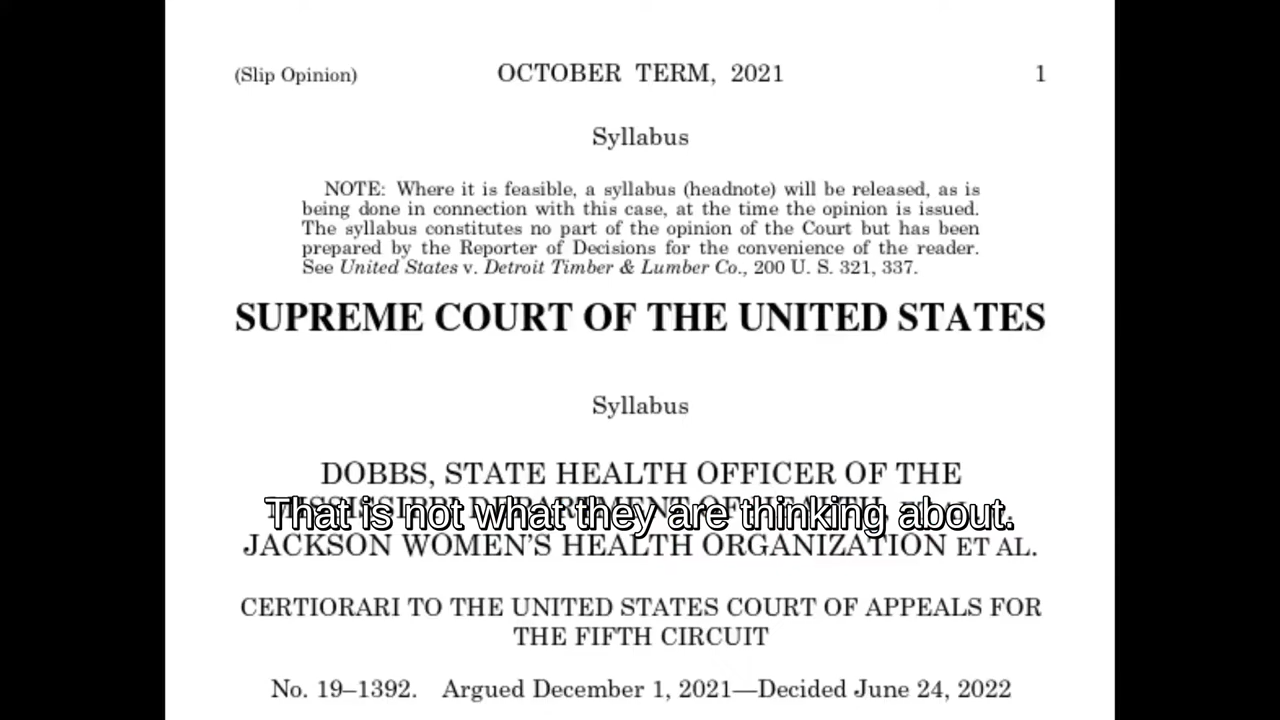 (Slip Opinion) OCTOBER TERM, 2021 1
Syllabus
NOTE: Where it is feasible, a syllabus (headnote) will be released, as is
being done in connection with this case, at the time the opinion is issued.
The syllabus constitutes no part of the opinion of the Court but has been
prepared by the Reporter of Decisions for the convenience of the reader.
See United States v. Detroit Timber & Lumber Co., 200 U. S. 321, 337.
SUPREME COURT OF THE UNITED STATES
Syllabus
DOBBS, STATE HEALTH OFFICER OF THE
MISSISSIPPI DEPARTMENT OF HEALTH,
That is not what they are thinking about.
JACKSON WOMEN'S HEALTH ORGANIZATION ET AL.
CERTIORARI TO THE UNITED STATES COURT OF APPEALS FOR
THE FIFTH CIRCUIT
No. 19–1392. Argued December 1, 2021—Decided June 24, 2022